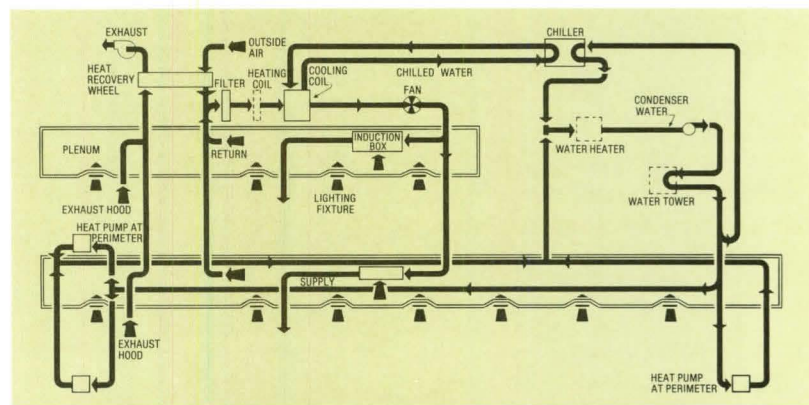 EXHAUST
OUTSIDE
AIR
CHILLER
HEAT
RECOVERY
WHEEL
FILTER
HEATING
COIL
COOLING
COIL
CHILLED WATER
FAN
CONDENSER
WATER
PLENUM
RETURN
INDUCTION
BOX
WATER HEATER
EXHAUST HOOD
LIGHTING
FIXTURE
WATER TOWER
HEAT PUMP AT
PERIMETER
SUPPLY
EXHAUST
HOOD
HEAT PUMP
AT PERIMETER